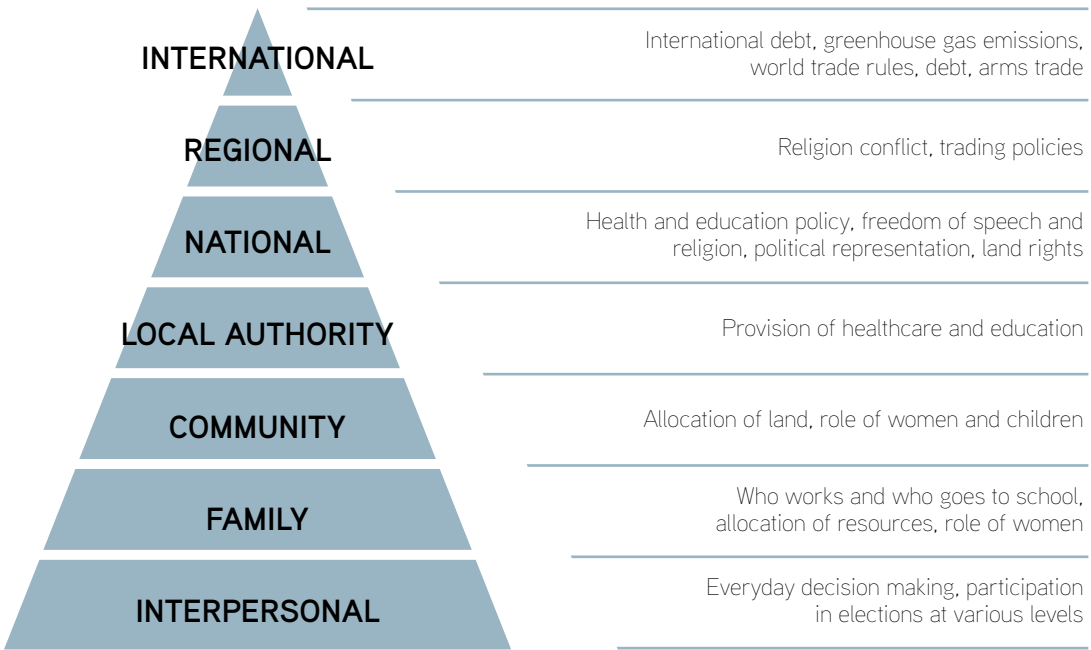 INTERNATIONAL
International debt, greenhouse gas emissions,
world trade rules, debt, arms trade
REGIONAL
Religion conflict, trading policies
NATIONAL
Health and education policy, freedom of speech and
religion, political representation, land rights
LOCAL AUTHORITY
Provision of healthcare and education
COMMUNITY
Allocation of land, role of women and children
FAMILY
Who works and who goes to school,
allocation of resources, role of women
INTERPERSONAL
Everyday decision making, participation
in elections at various levels